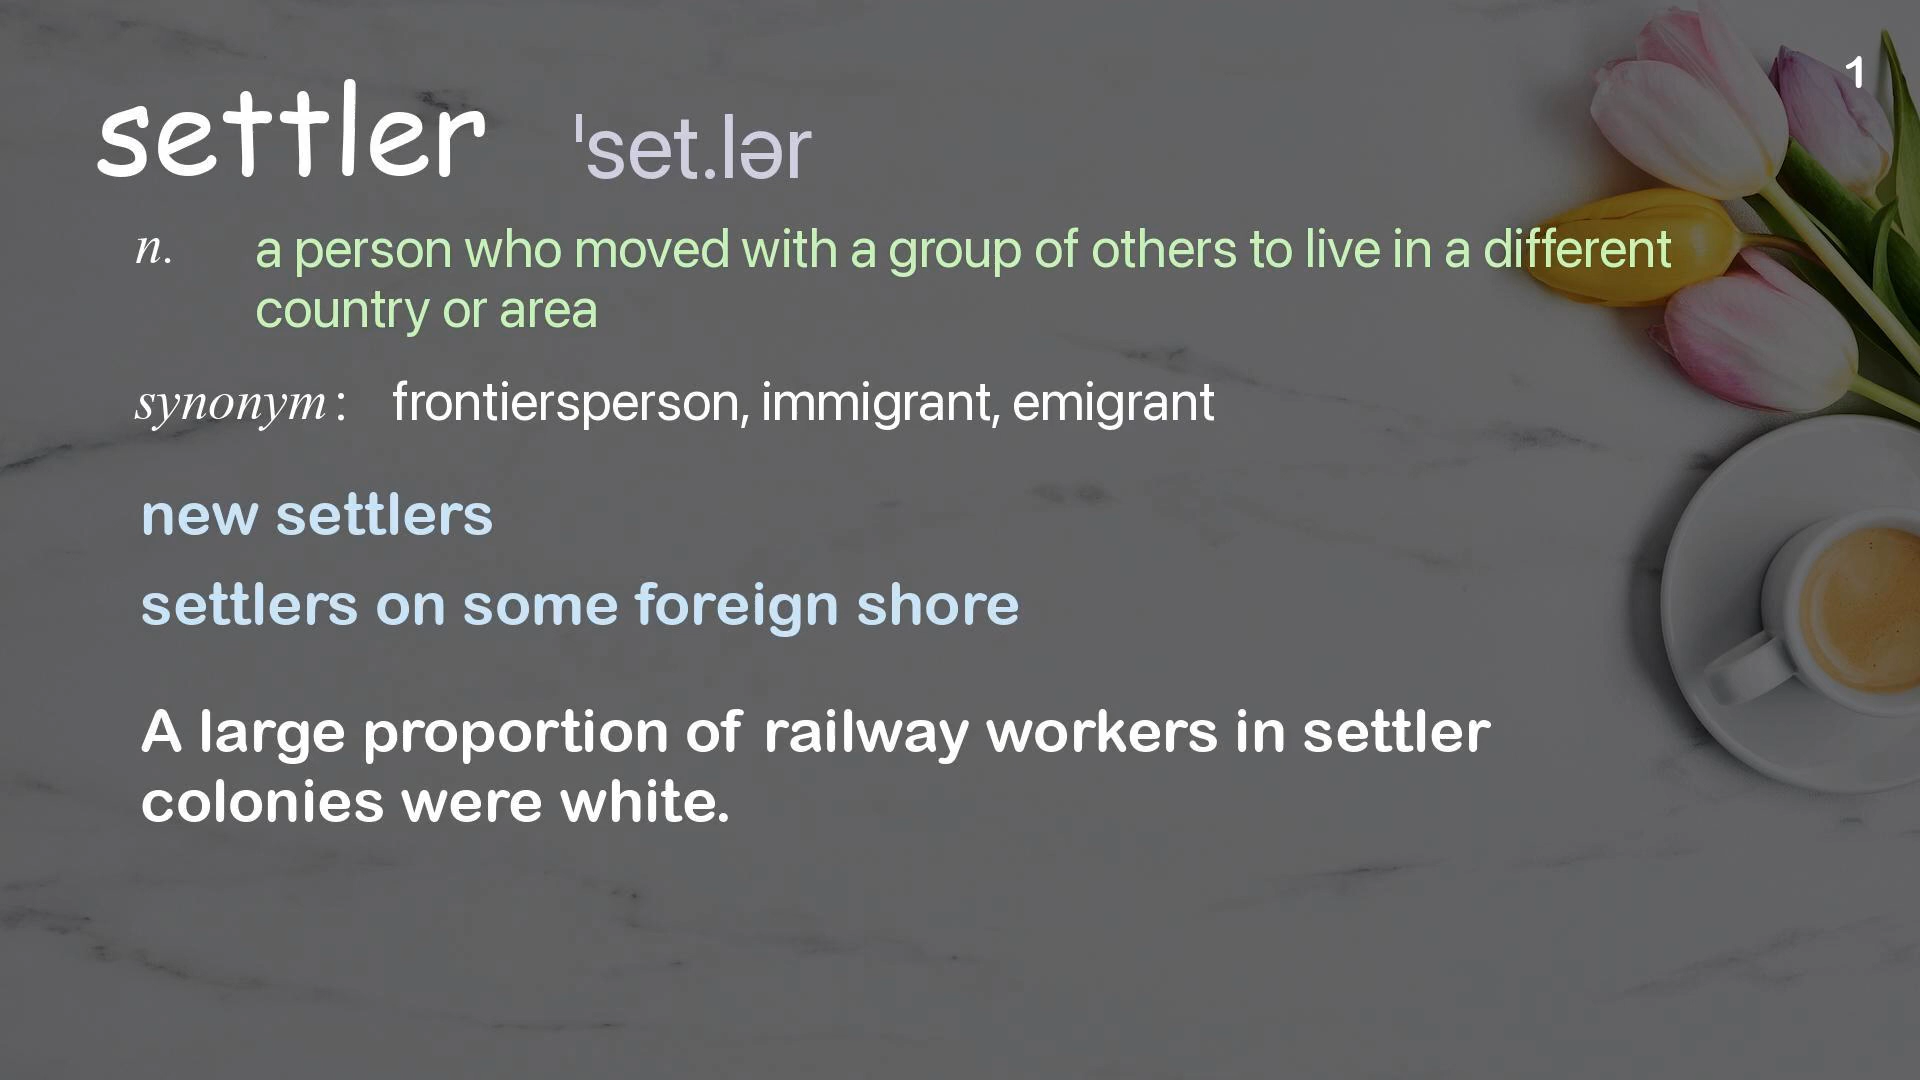 1
settler ˈset.lər
n. a person who moved with a group of others to live in a different
country or area
synonym: frontiersperson, immigrant, emigrant
new settlers
settlers on some foreign shore
A large proportion of railway workers in settler
colonies were white.